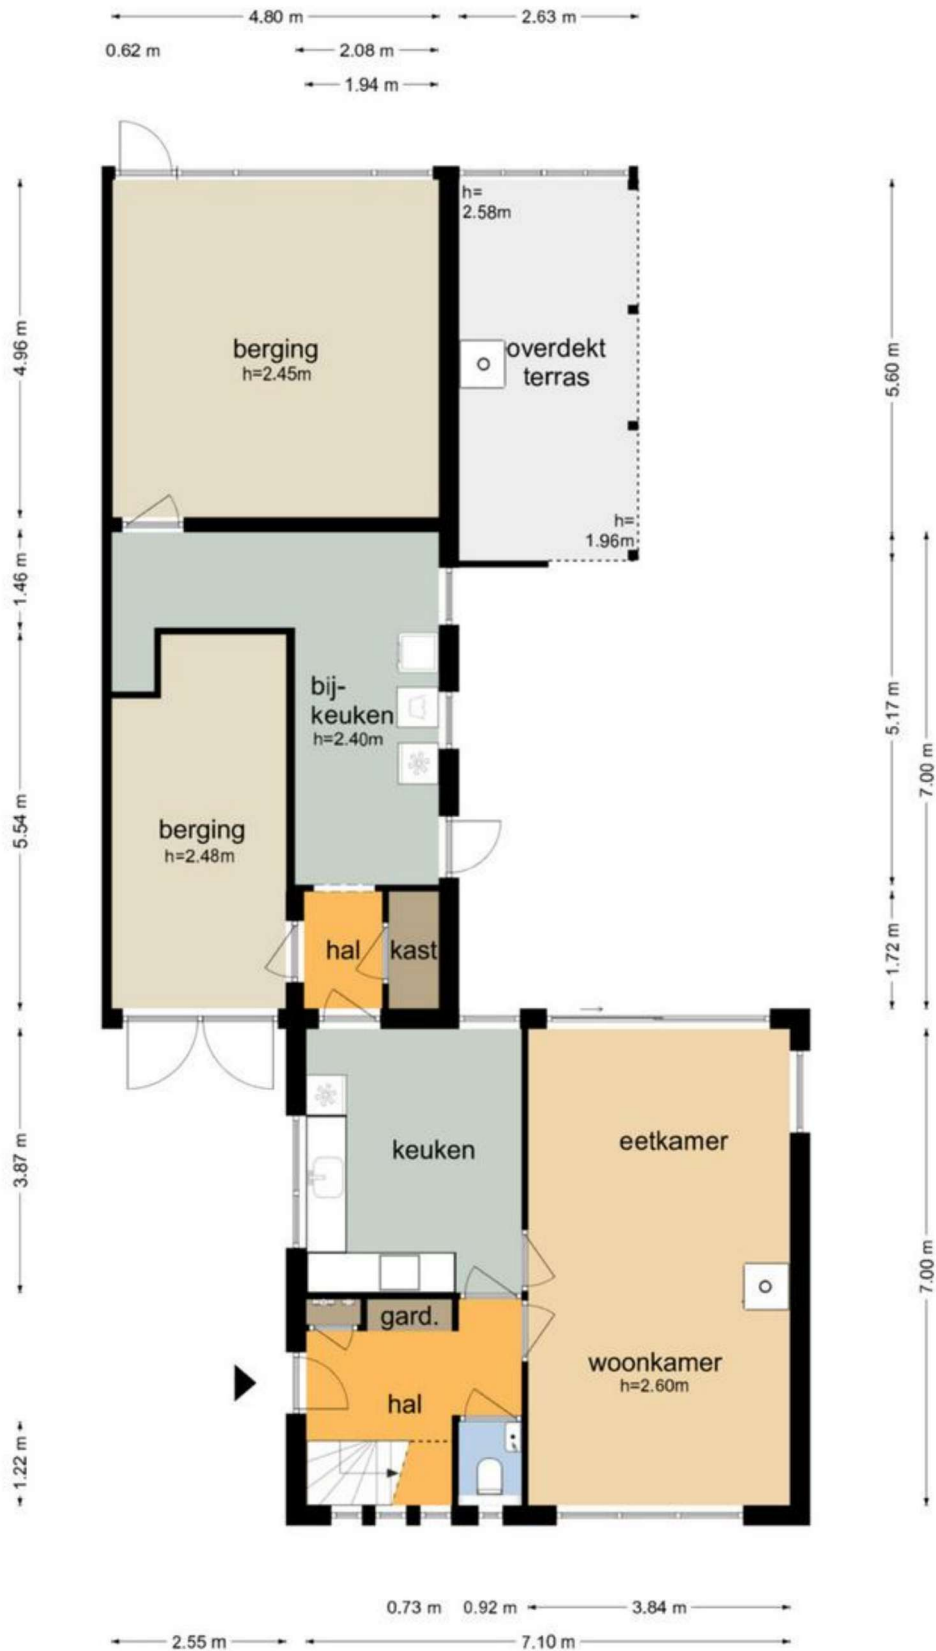 4.80 m
2.63 m
0.62 m
2.08 m
1.94 m
h=
2.58m
4.96 m
berging
h=2.45m
overdekt
terras
5.60 m
h=
1.96m
1.46 m
bij-
keuken
h=2.40m
5.17 m
7.00 m
5.54 m
berging
h=2.48m
hal
kast
1.72 m
3.87 m
keuken
eetkamer
7.00 m
gard.
woonkamer
h=2.60m
hal
1.22 m
0.73 m
0.92 m
3.84 m
2.55 m
7.10 m